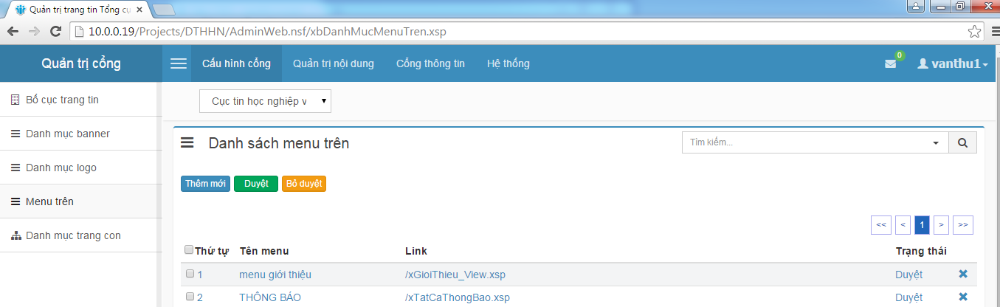 Quản trị trang tin Tổng cụ
10.0.0.19/Projects/DTHHN/AdminWeb.nsf/xbDanhMucMenuTren.xsp
Quản trị cổng Cấu hình cổng Quản trị nội dung Cổng thông tin Hệ thống 0 vanthu1
Bố cục trang tin
Cục tin học nghiệp v
Danh mục banner
Danh mục logo
Menu trên
Danh mục trang con
Danh sách menu trên
Tìm kiếm...
Thêm mới Duyệt Bỏ duyệt
<< < 1 > >>
Thứ tự Tên menu Link Trạng thái
1 menu giới thiệu /xGioiThieu_View.xsp Duyệt
2 THÔNG BÁO /xTatCaThongBao.xsp Duyệt